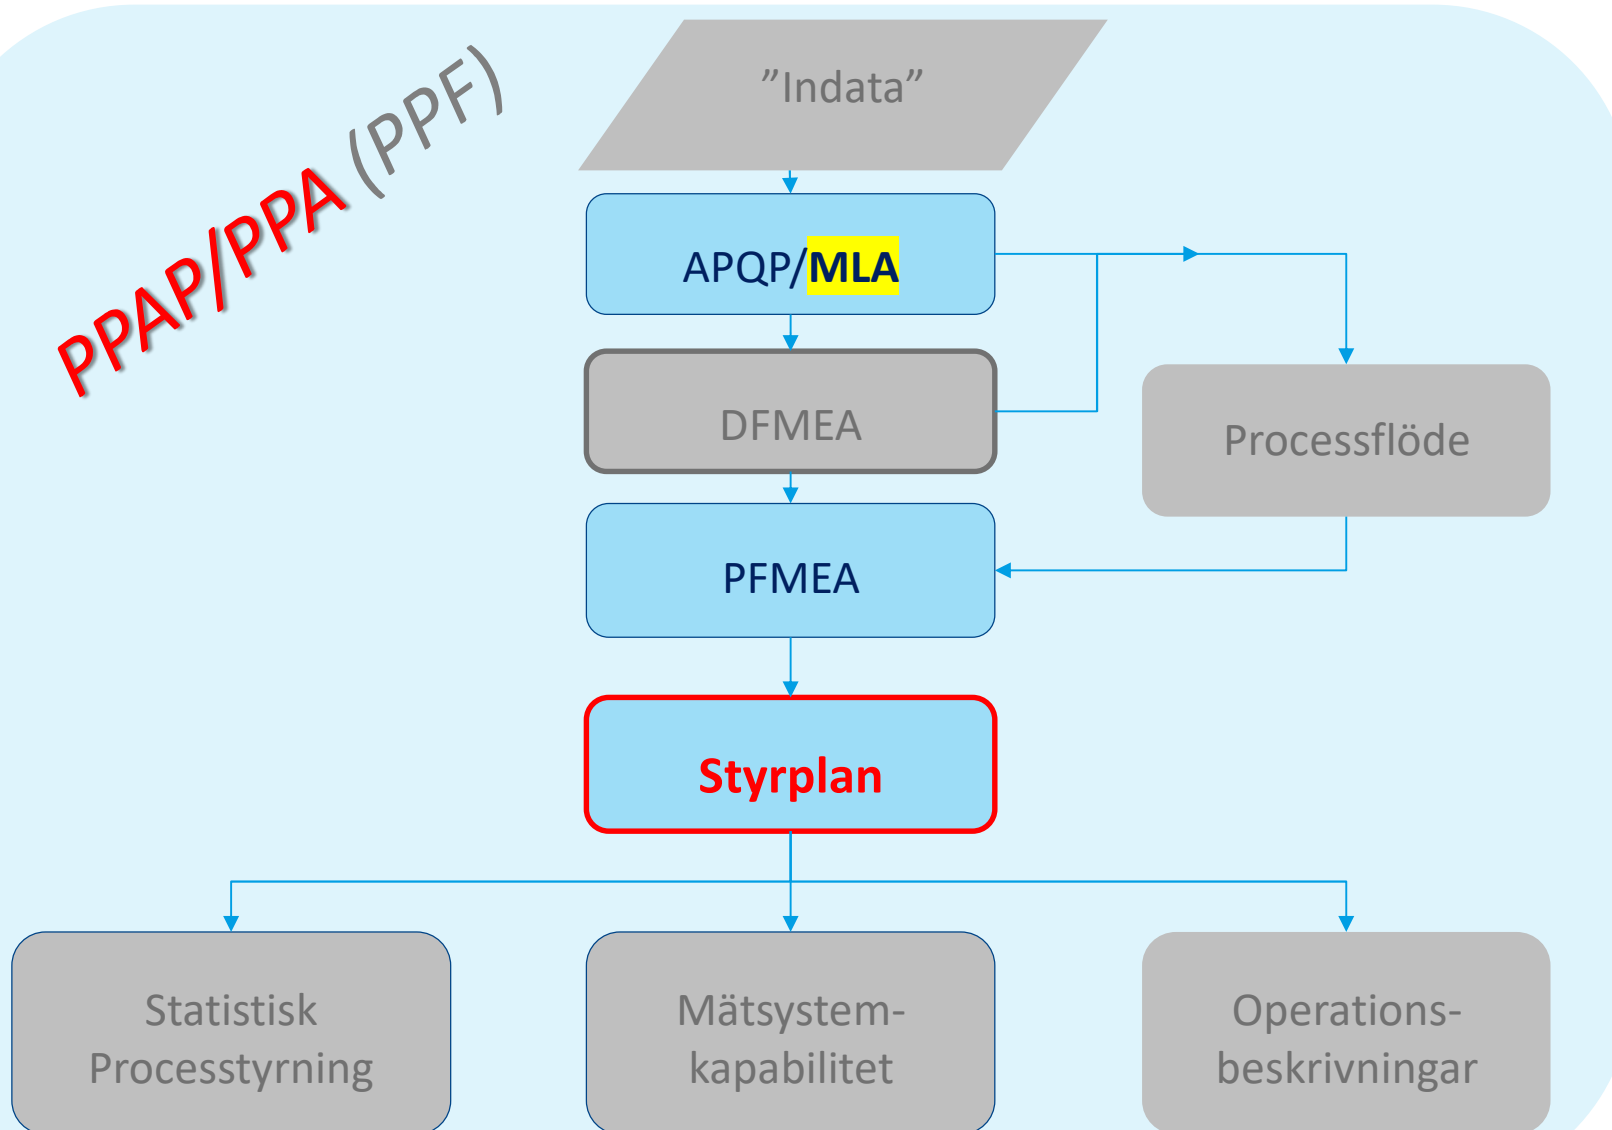 PPAP/PPA (PPF)
”Indata”
APQP/MLA
DFMEA
Processflöde
PFMEA
Styrplan
Statistisk
Processtyrning
Mätsystem-
kapabilitet
Operations-
beskrivningar